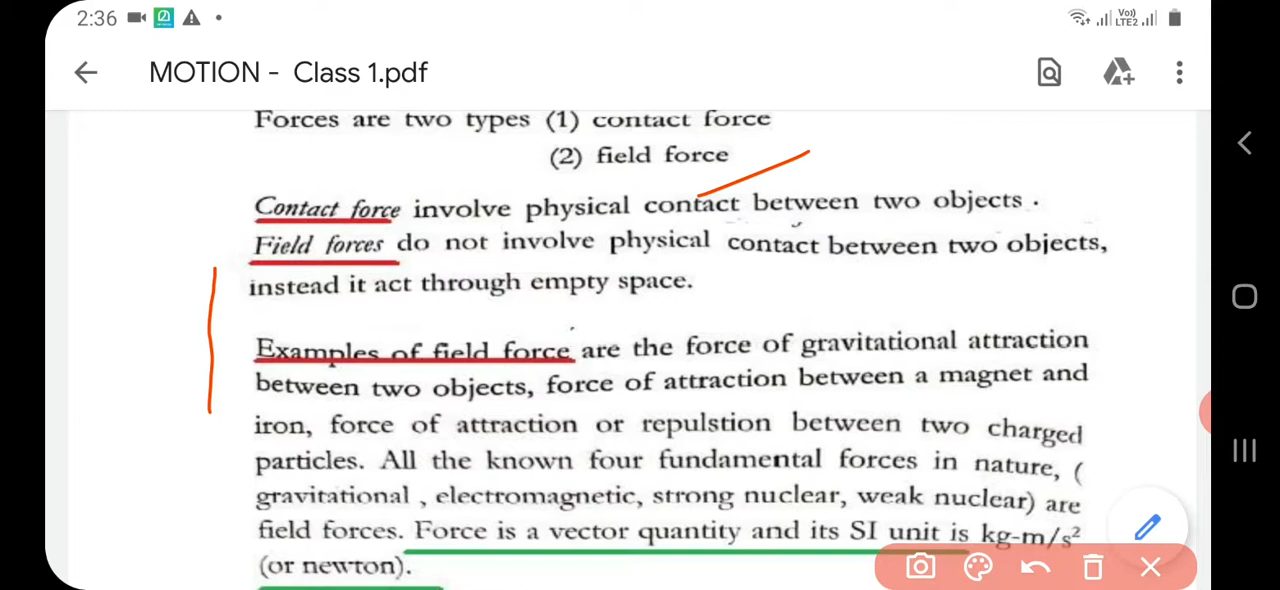 2:36
Vo))
LTE2
MOTION - Class 1.pdf
Forces are two types (1) contact force
(2) field force
Contact force involve physical contact between two objects .
Field forces do not involve physical contact between two objects,
instead it act through empty space.
Examples of field force are the force of gravitational attraction
between two objects, force of attraction between a magnet and
iron, force of attraction or repulstion between two charged
particles. All the known four fundamental forces in nature, (
gravitational , electromagnetic, strong nuclear, weak nuclear) are
field forces. Force is a vector quantity and its SI unit is kg-m/s²
(or newton).